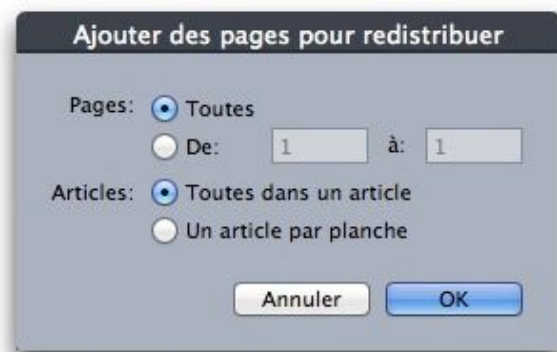 Ajouter des pages pour redistribuer
Pages: Toutes
De: 1 à: 1
Articles: Toutes dans un article
Un article par planche
Annuler OK